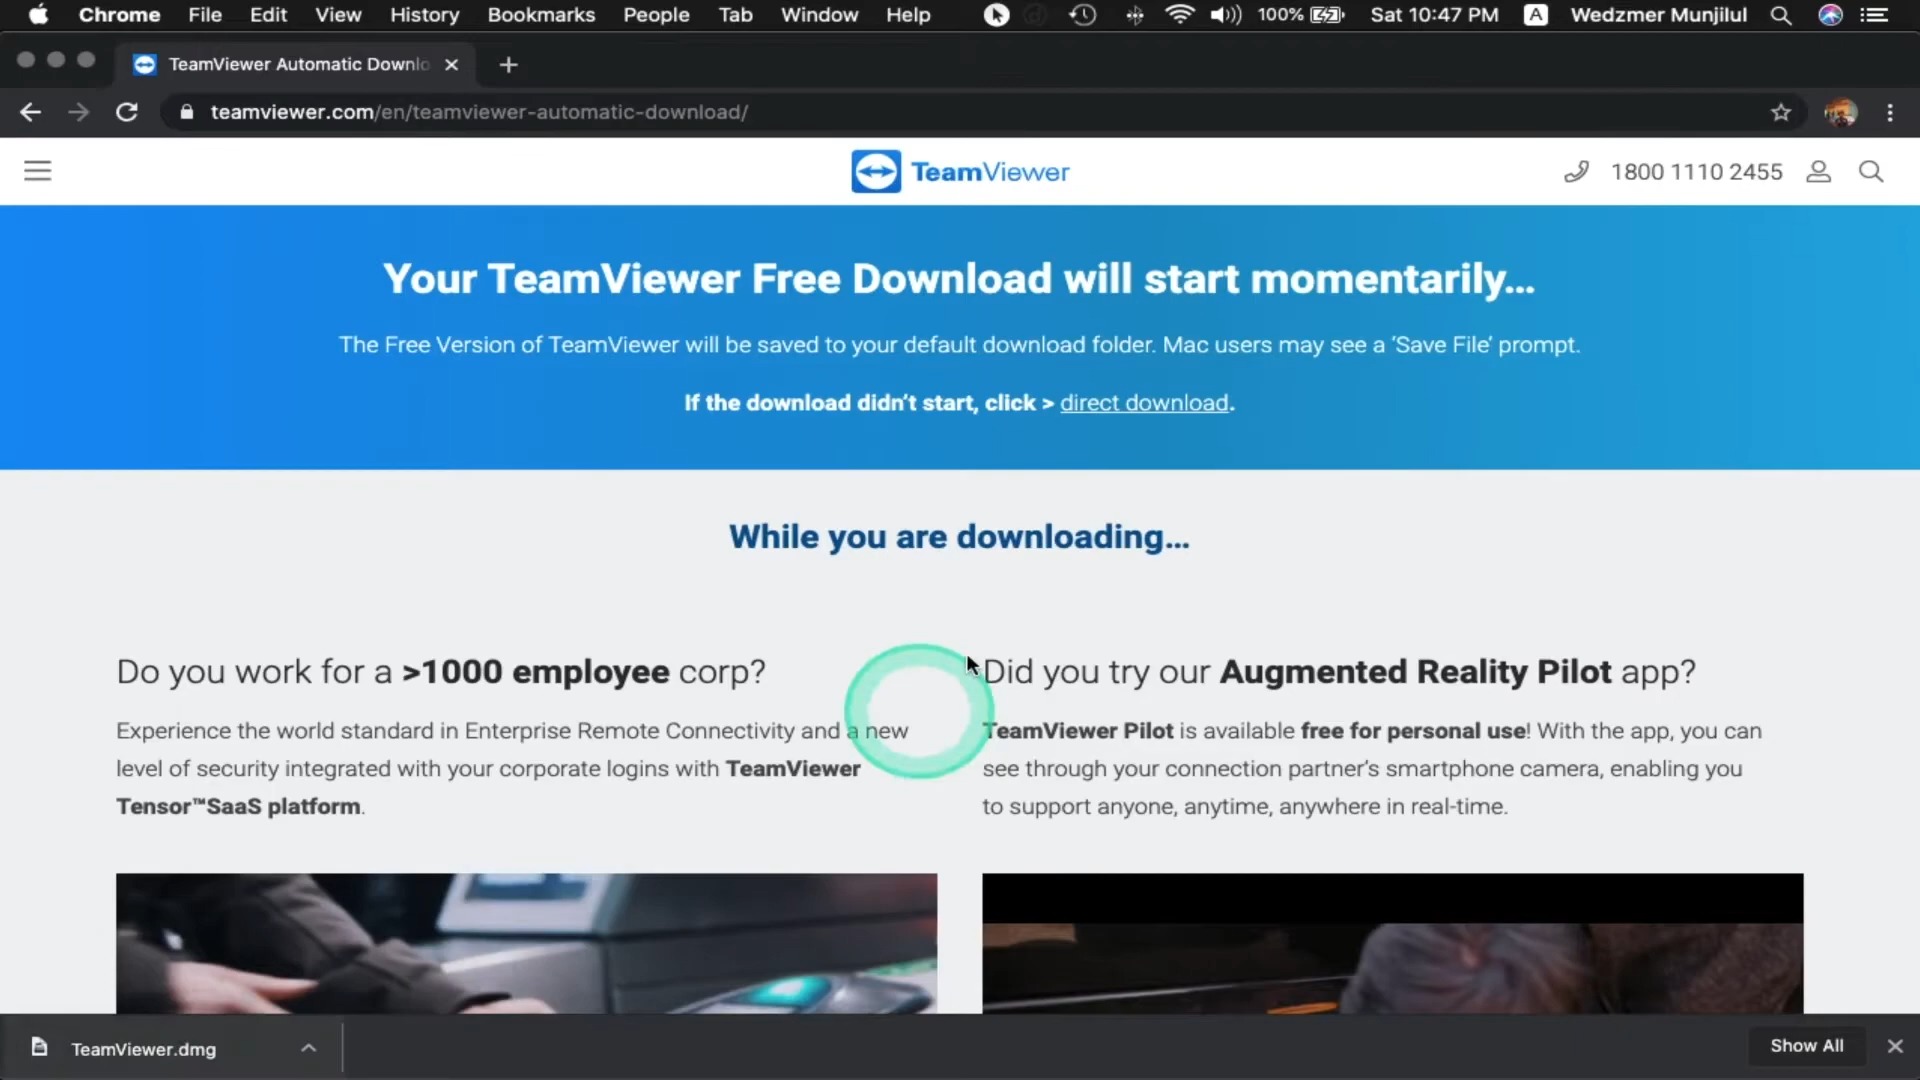 Chrome File Edit View History Bookmarks People Tab Window Help 100% Sat 10:47 PM A Wedzmer Munjilul
TeamViewer Automatic Downlo
teamviewer.com/en/teamviewer-automatic-download/
TeamViewer 1800 1110 2455
Your TeamViewer Free Download will start momentarily...
The Free Version of TeamViewer will be saved to your default download folder. Mac users may see a ‘Save File’ prompt.
If the download didn’t start, click > direct download.
While you are downloading...
Do you work for a >1000 employee corp?
Experience the world standard in Enterprise Remote Connectivity and a new
level of security integrated with your corporate logins with TeamViewer
Tensor™SaaS platform.
Did you try our Augmented Reality Pilot app?
TeamViewer Pilot is available free for personal use! With the app, you can
see through your connection partner’s smartphone camera, enabling you
to support anyone, anytime, anywhere in real-time.
TeamViewer.dmg
Show All